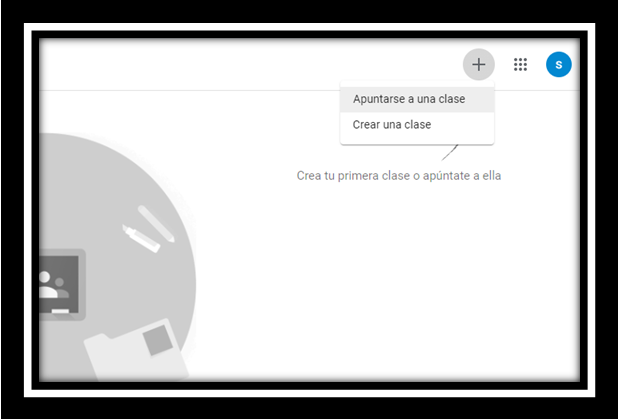 S
Apuntarse a una clase
Crear una clase
Crea tu primera clase o apúntate a ella